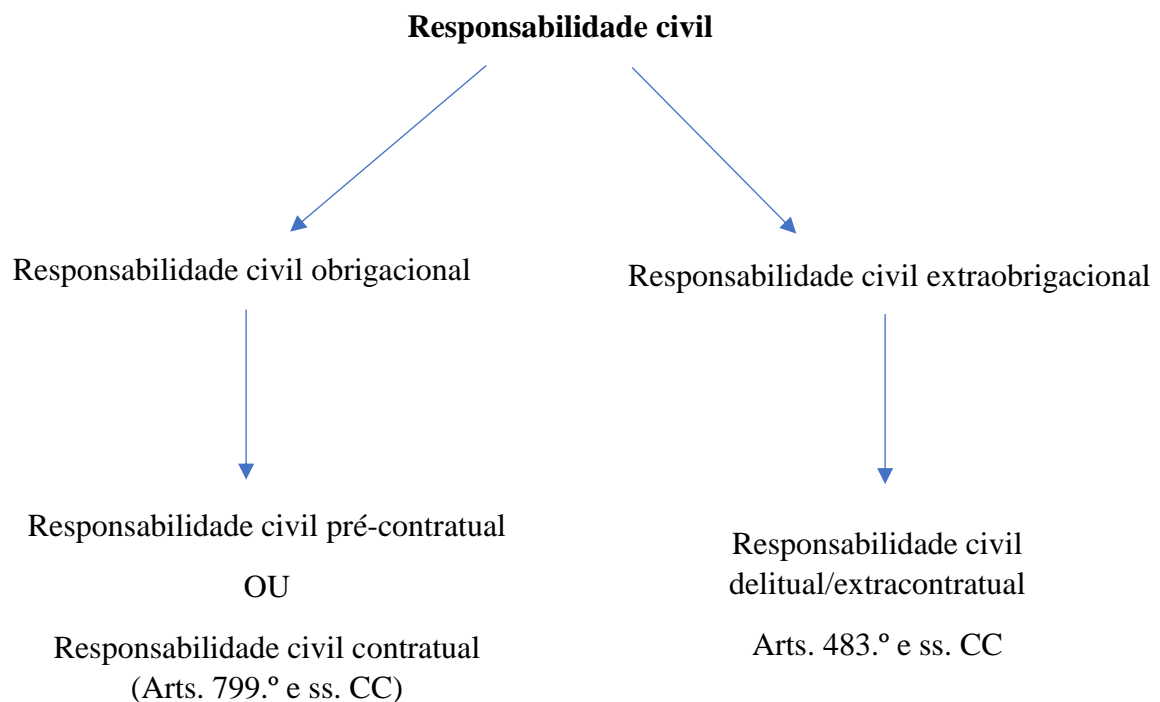 Responsabilidade civil
Responsabilidade civil obrigacional
Responsabilidade civil extraobrigacional
Responsabilidade civil pré-contratual
OU
Responsabilidade civil contratual
(Arts. 799.º e ss. CC)
Responsabilidade civil
delitual/extracontratual
Arts. 483.º e ss. CC